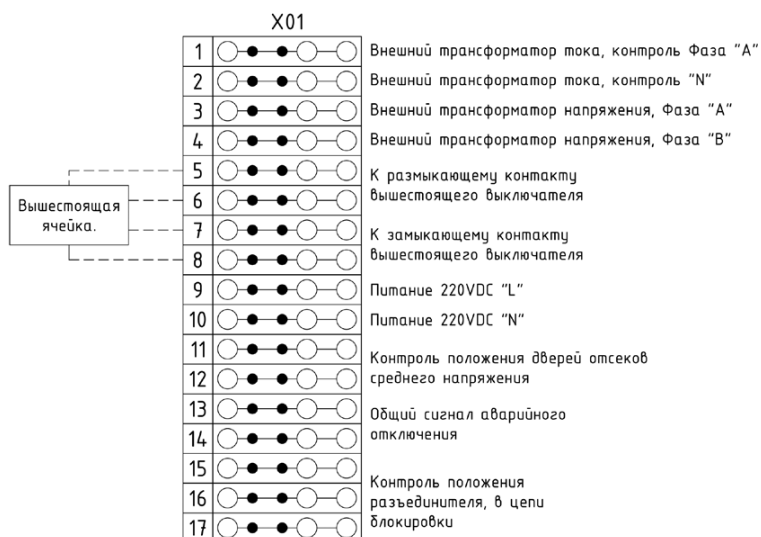 X01
1 Внешний трансформатор тока, контроль Фаза "А"
2 Внешний трансформатор тока, контроль "N"
3 Внешний трансформатор напряжения, Фаза "А"
4 Внешний трансформатор напряжения, Фаза "В"
5
К размыкающему контакту
6
вышестоящего выключателя
Вышестоящая
ячейка.
7
К замыкающему контакту
8
вышестоящего выключателя
9 Питание 220VDC "L"
10 Питание 220VDC "N"
11
Контроль положения дверей отсеков
12
среднего напряжения
13
Общий сигнал аварийного
14
отключения
15
Контроль положения
16
разъединителя, в цепи
17
блокировки